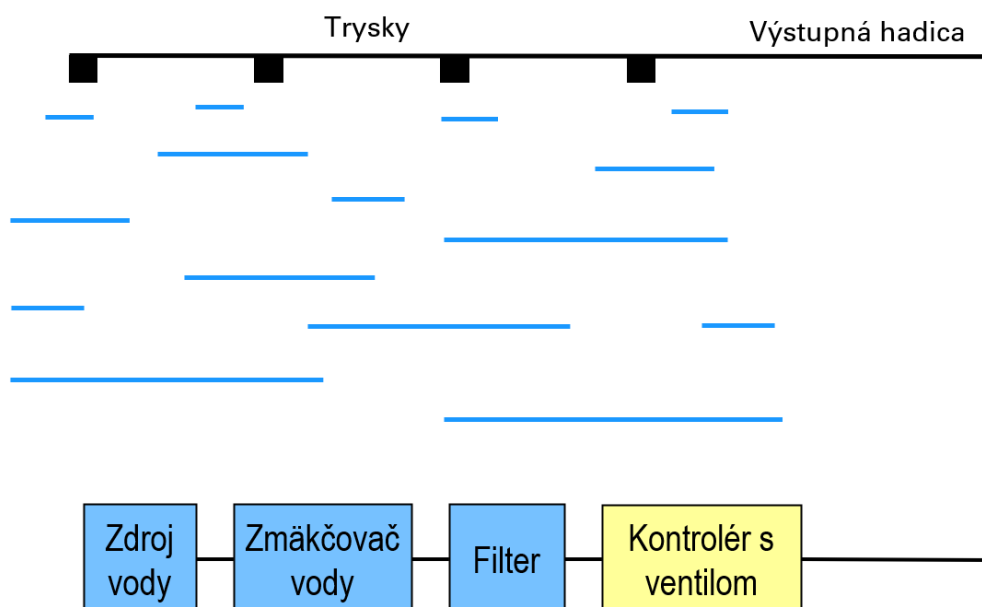 Trysky
Výstupná hadica
Zdroj
vody
Zmäkčovač
vody
Filter
Kontrolér s
ventilom